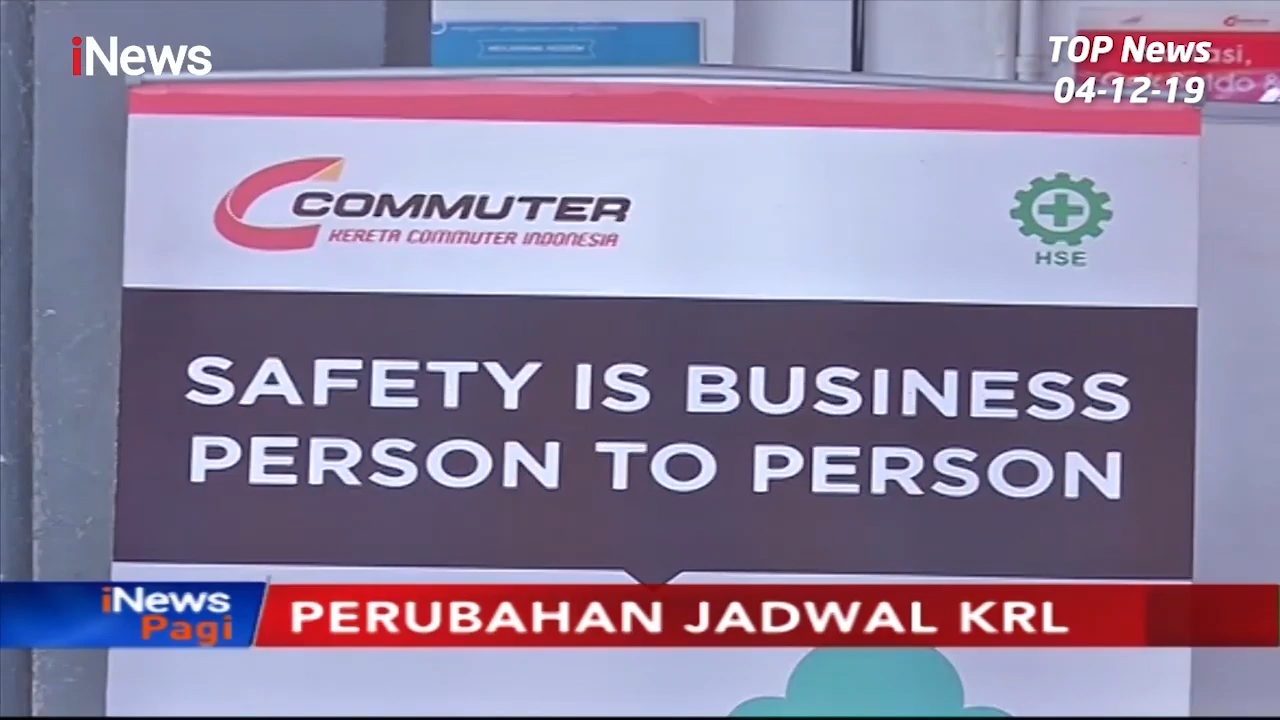 iNews
TOP News
04-12-19
COMMUTER
KERETA COMMUTER INDONESIA
HSE
SAFETY IS BUSINESS
PERSON TO PERSON
iNews
Pagi
PERUBAHAN JADWAL KRL